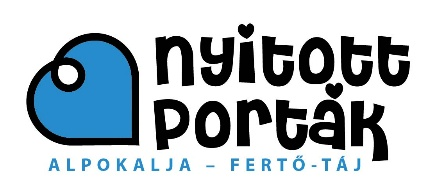 nyitott
porták
ALPOKALJA – FERTŐ-TÁJ